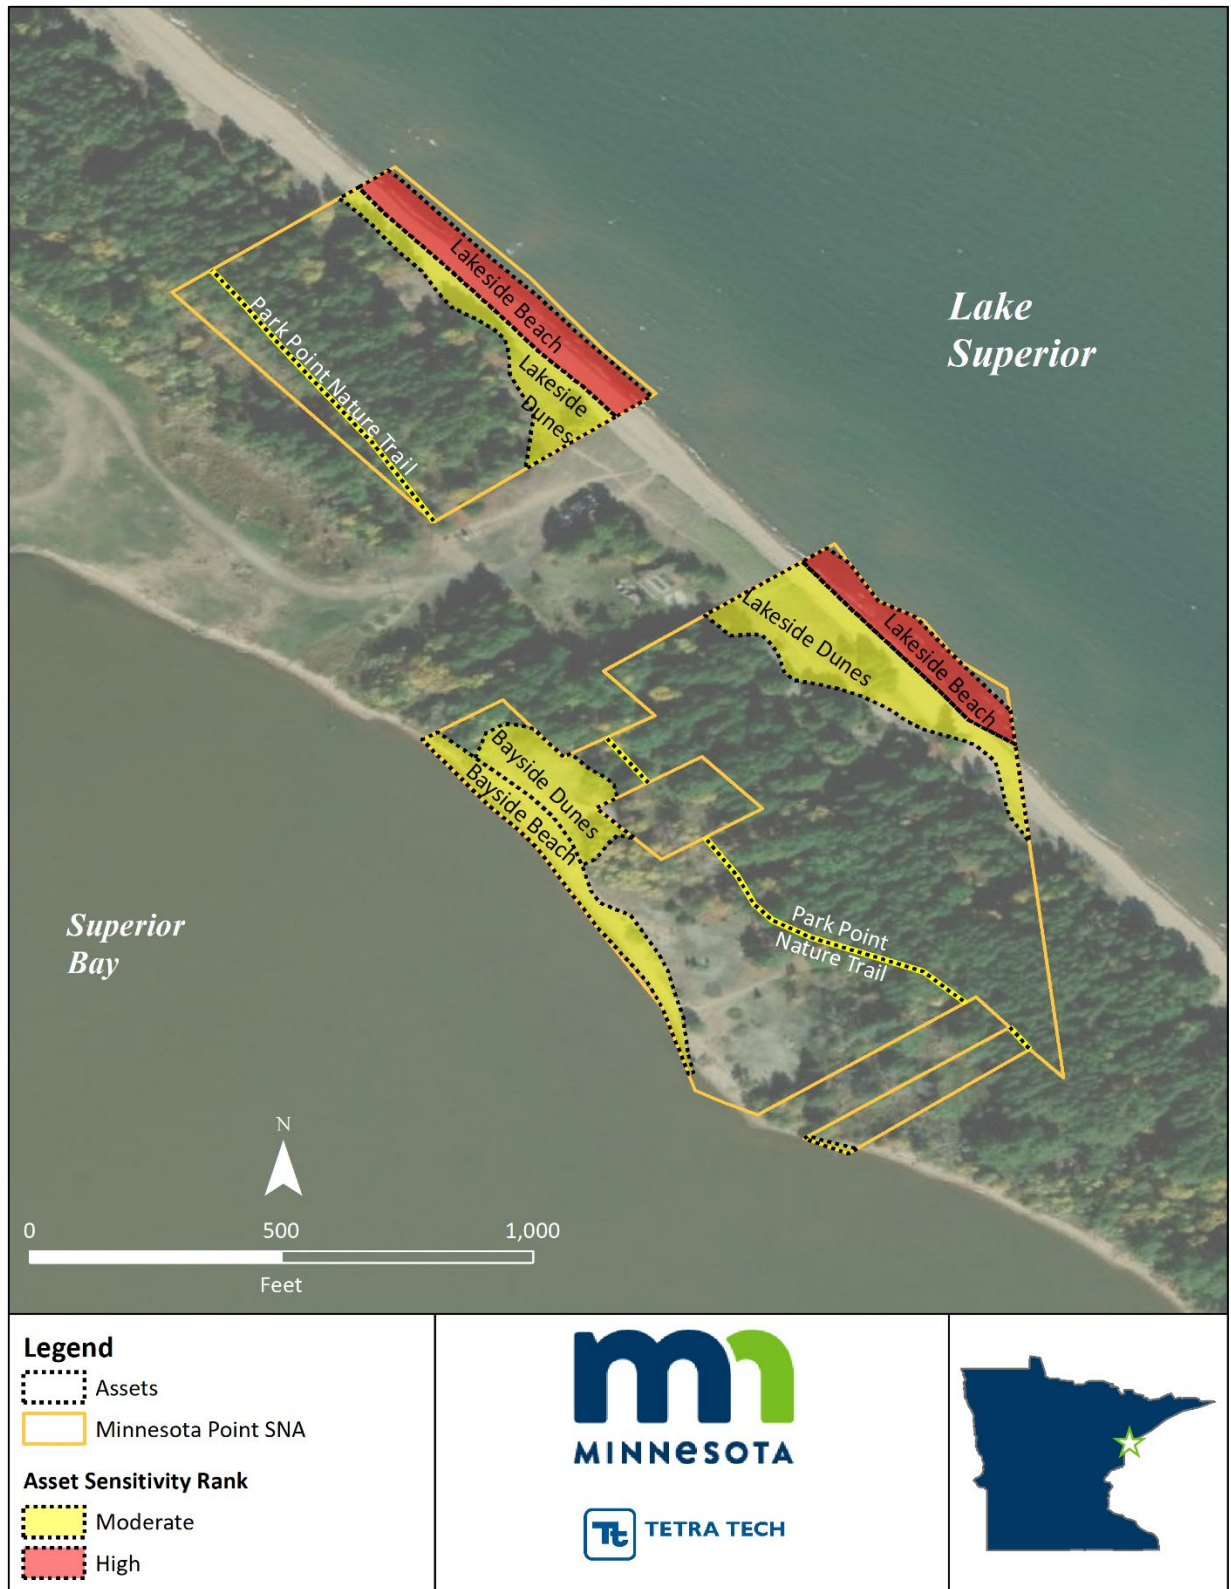 Lakeside Beach
Lake
Superior
Park Point Nature Trail
Lakeside
Dunes
Lakeside Dunes
Lakeside Beach
Bayside Dunes
Bayside Beach
Superior
Bay
Park Point
Nature Trail
N
0 500 1,000
Feet
Legend
Assets
Minnesota Point SNA
Asset Sensitivity Rank
Moderate
High
mn
MINNESOTA
Tt TETRA TECH